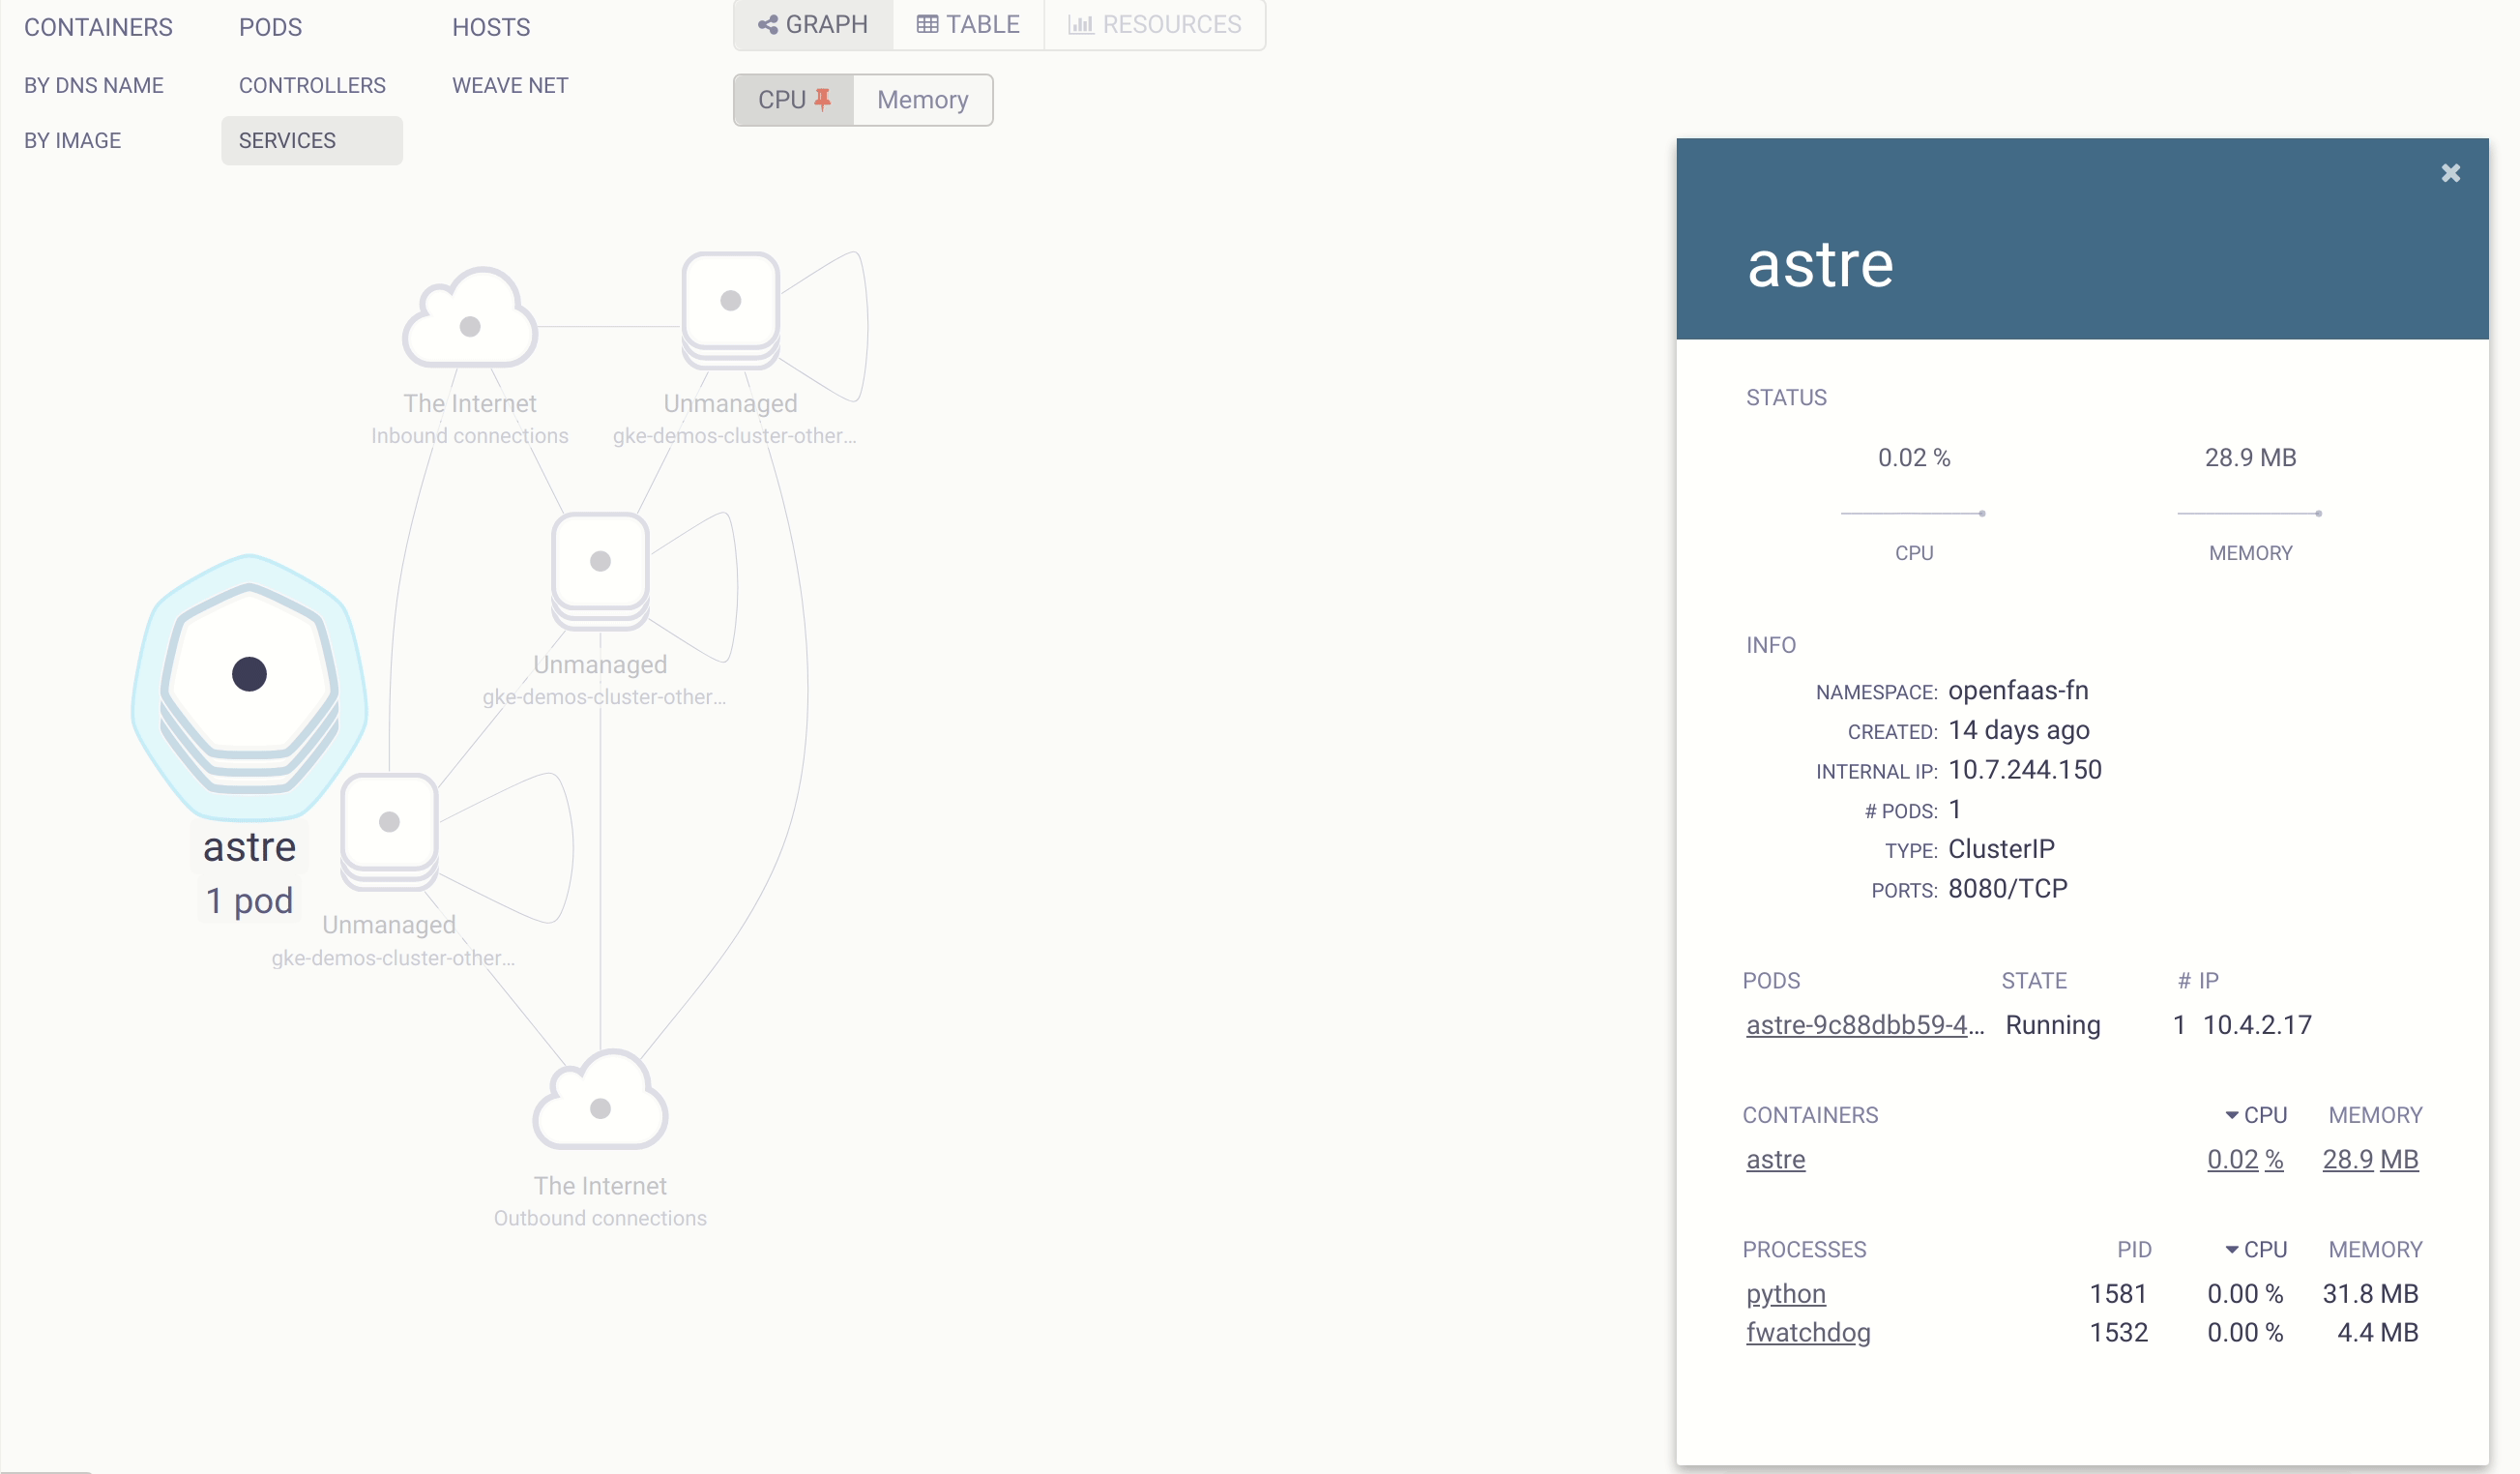 CONTAINERS PODS HOSTS
BY DNS NAME CONTROLLERS WEAVE NET
BY IMAGE SERVICES
GRAPH TABLE RESOURCES
CPU Memory
The Internet
Inbound connections
Unmanaged
gke-demos-cluster-other...
Unmanaged
gke-demos-cluster-other...
astre
1 pod
Unmanaged
gke-demos-cluster-other...
The Internet
Outbound connections
astre
STATUS
0.02 % 28.9 MB
CPU MEMORY
INFO
NAMESPACE: openfaas-fn
CREATED: 14 days ago
INTERNAL IP: 10.7.244.150
# PODS: 1
TYPE: ClusterIP
PORTS: 8080/TCP
PODS STATE # IP
astre-9c88dbb59-4... Running 1 10.4.2.17
CONTAINERS CPU MEMORY
astre 0.02 % 28.9 MB
PROCESSES PID CPU MEMORY
python 1581 0.00 % 31.8 MB
fwatchdog 1532 0.00 % 4.4 MB